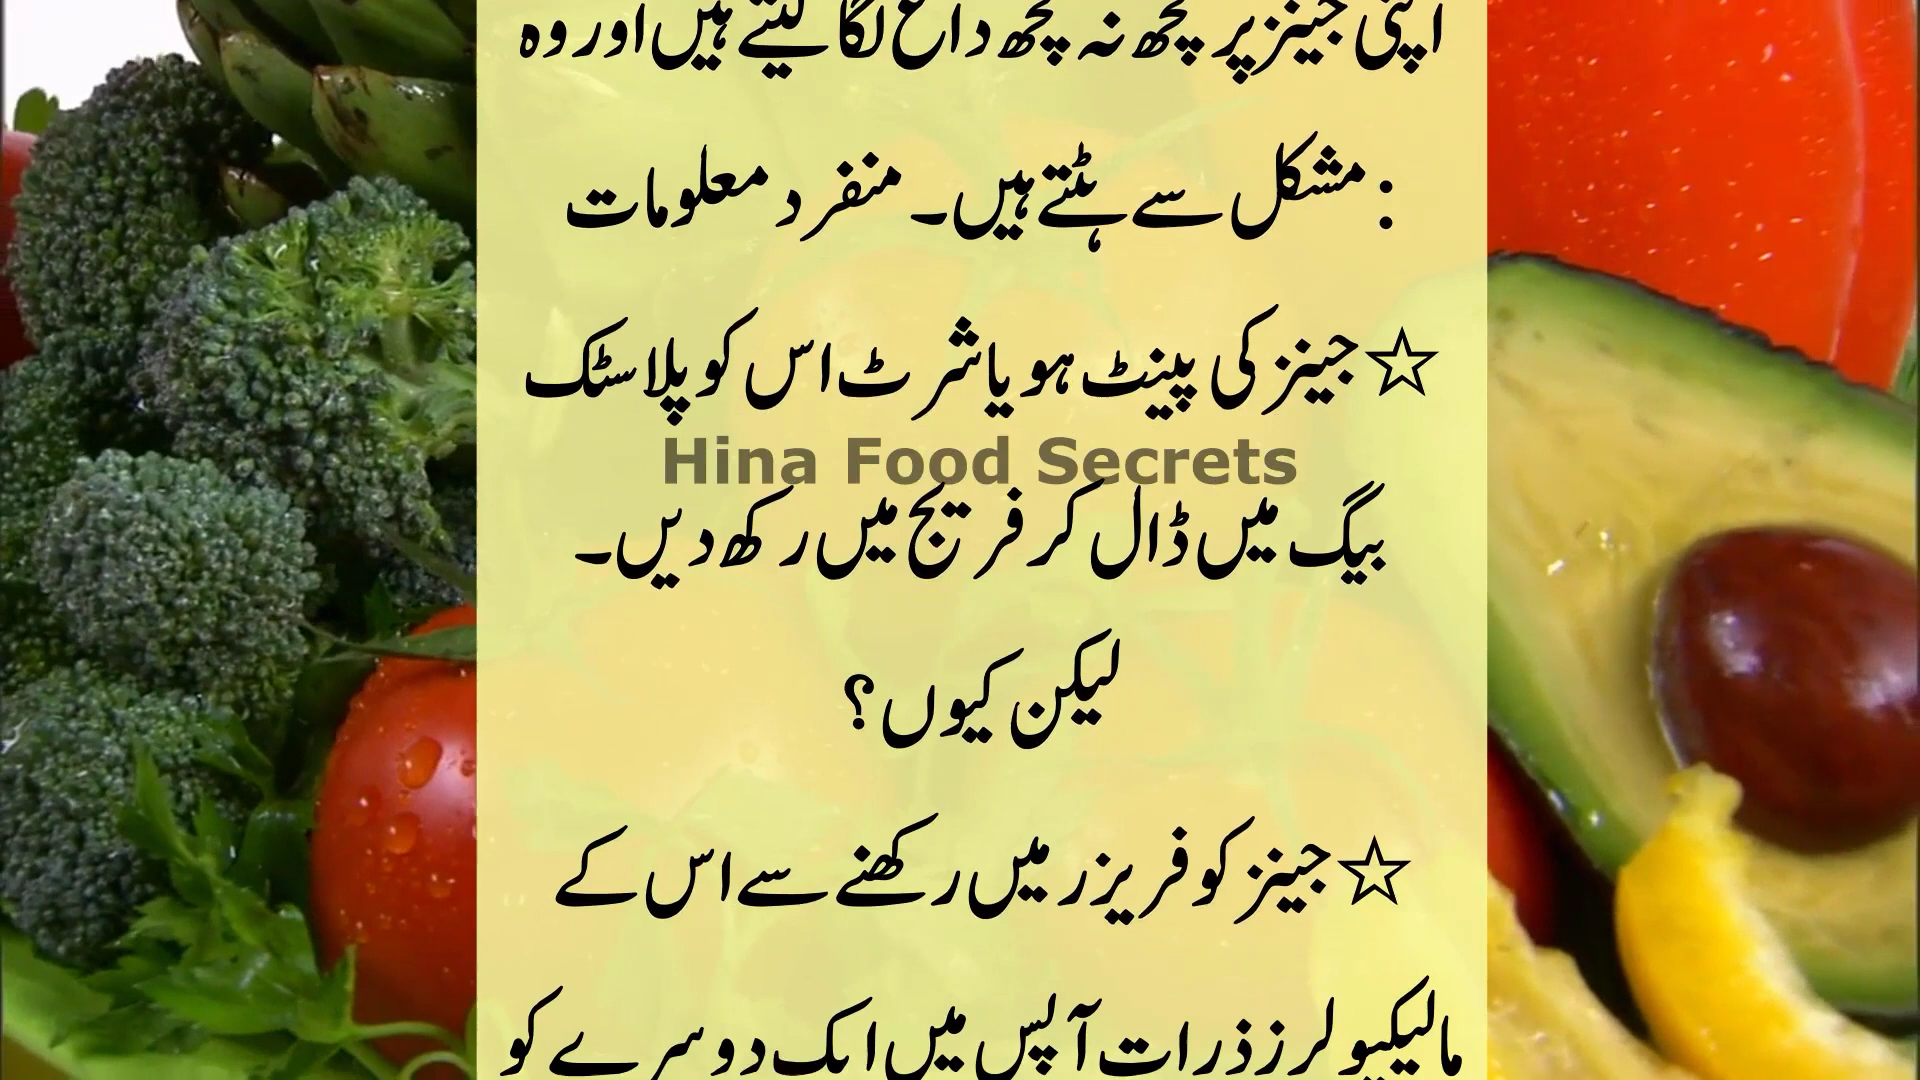 اپنی جینز پر کچھ نہ کچھ داغ لگا لیتے ہیں اور وہ
: مشکل سے ہٹتے ہیں۔ منفرد معلومات
☆جینز کی پینٹ ہو یا شرٹ اس کو پلاسٹک
Hina Food Secrets
بیگ میں ڈال کر فریج میں رکھ دیں۔
لیکن کیوں؟
☆جینز کو فریزر میں رکھنے سے اس کے
مالیکیولرز ذرات آپس میں ایک دوسرے کو